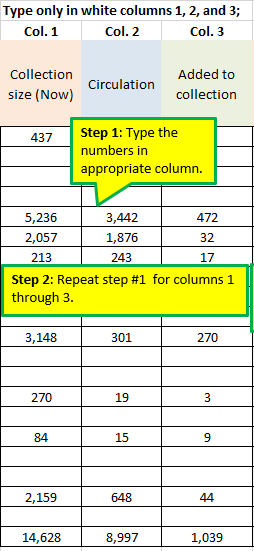 Type only in white columns 1, 2, and 3;
Col. 1 Col. 2 Col. 3
Collection size (Now) Circulation Added to collection
437
Step 1: Type the
numbers in
appropriate column.
5,236 3,442 472
2,057 1,876 32
213 243 17
Step 2: Repeat step #1 for columns 1
through 3.
3,148 301 270
270 19 3
84 15 9
2,159 648 44
14,628 8,997 1,039